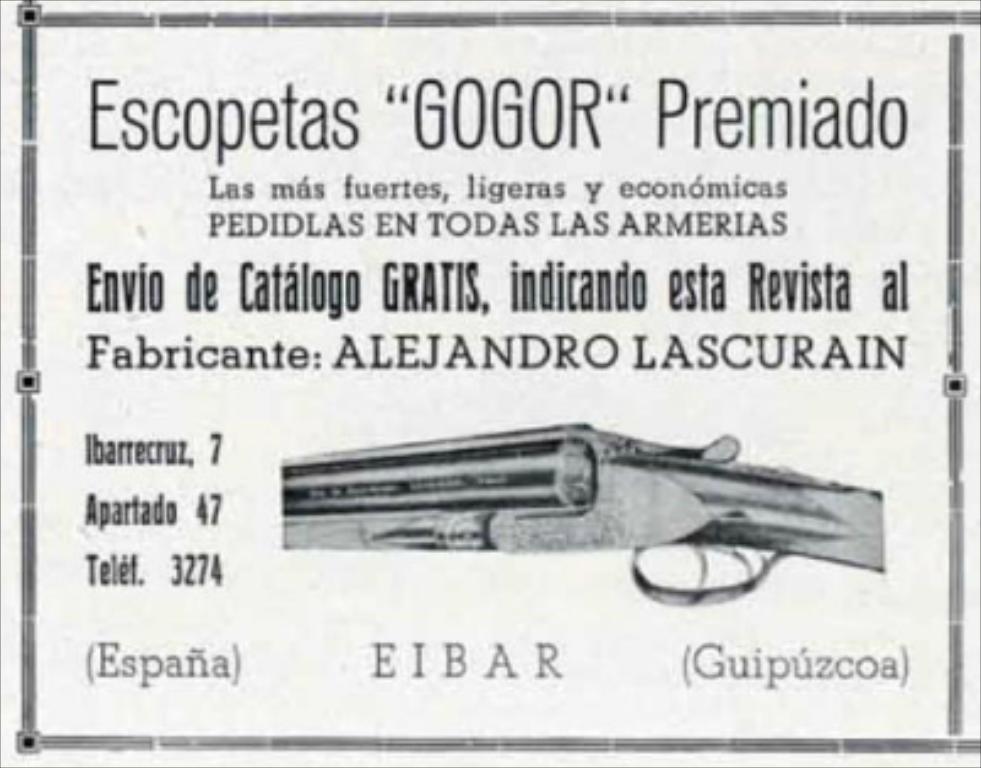 Escopetas “GOGOR“ Premiado
Las más fuertes, ligeras y económicas
PEDIDLAS EN TODAS LAS ARMERIAS
Envío de Catálogo GRATIS, indicando esta Revista al
Fabricante: ALEJANDRO LASCURAIN
Ibarrecruz, 7
Apartado 47
Teléf. 3274
(España) EIBAR (Guipúzcoa)